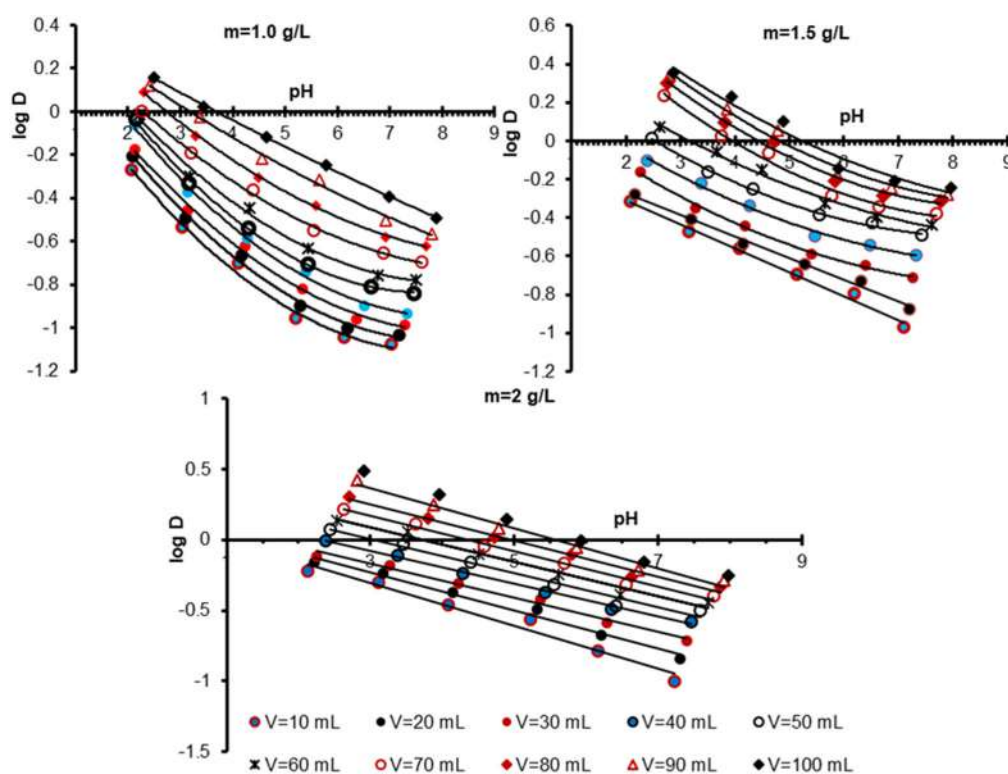 m=1.0 g/L
0.4
0.2
0
-0.2
-0.4
-0.6
-0.8
-1
-1.2
log D
pH
1 2 3 4 5 6 7 8 9
m=1.5 g/L
0.6
0.4
0.2
0
-0.2
-0.4
-0.6
-0.8
-1
-1.2
log D
pH
1 2 3 4 5 6 7 8 9
m=2 g/L
1
0.5
0
-0.5
-1
-1.5
log D
pH
1 3 5 7 9
V=10 mL V=20 mL V=30 mL V=40 mL V=50 mL
V=60 mL V=70 mL V=80 mL V=90 mL V=100 mL